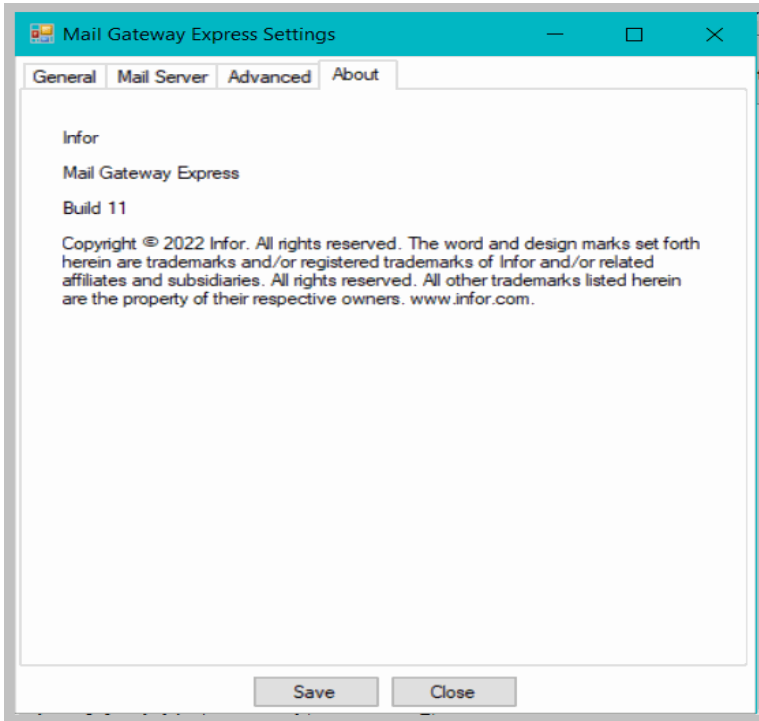 Mail Gateway Express Settings
General Mail Server Advanced About
Infor
Mail Gateway Express
Build 11
Copyright © 2022 Infor. All rights reserved. The word and design marks set forth
herein are trademarks and/or registered trademarks of Infor and/or related
affiliates and subsidiaries. All rights reserved. All other trademarks listed herein
are the property of their respective owners. www.infor.com.
Save Close